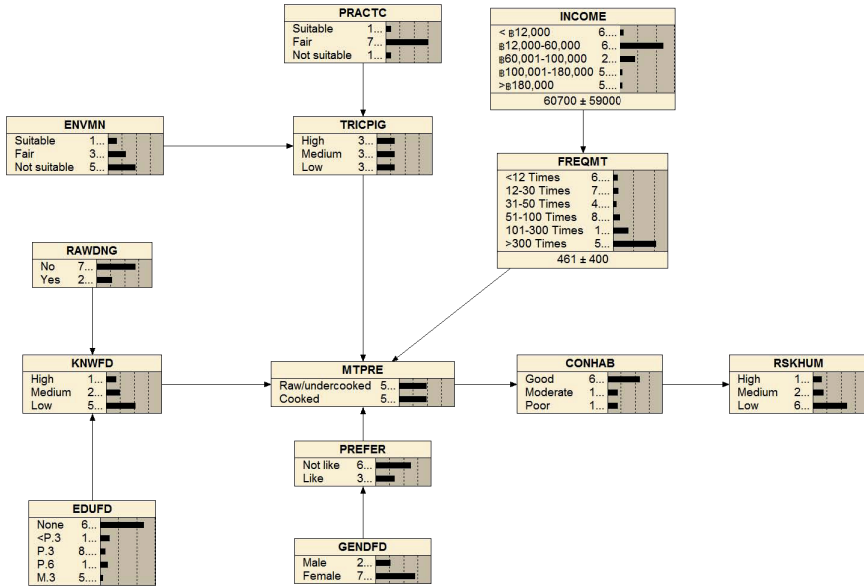 PRACTC
Suitable 1...
Fair 7...
Not suitable 1...
INCOME
< ฿12,000 6...
฿12,000-60,000 6...
฿60,001-100,000 2...
฿100,001-180,000 5...
>฿180,000 5...
60700 ± 59000
ENVMN
Suitable 1...
Fair 3...
Not suitable 5...
TRICPIG
High 3...
Medium 3...
Low 3...
FREQMT
<12 Times 6...
12-30 Times 7...
31-50 Times 4...
51-100 Times 8...
101-300 Times 1...
>300 Times 5...
461 ± 400
RAWDNG
No 7...
Yes 2...
KNWFD
High 1...
Medium 2...
Low 5...
MTPRE
Raw/undercooked 5...
Cooked 5...
CONHAB
Good 6...
Moderate 1...
Poor 1...
RSKHUM
High 1...
Medium 2...
Low 6...
PREFER
Not like 6...
Like 3...
EDUFD
None 6...
<P.3 1...
P.3 8...
P.6 1...
M.3 5...
GENDFD
Male 2...
Female 7...